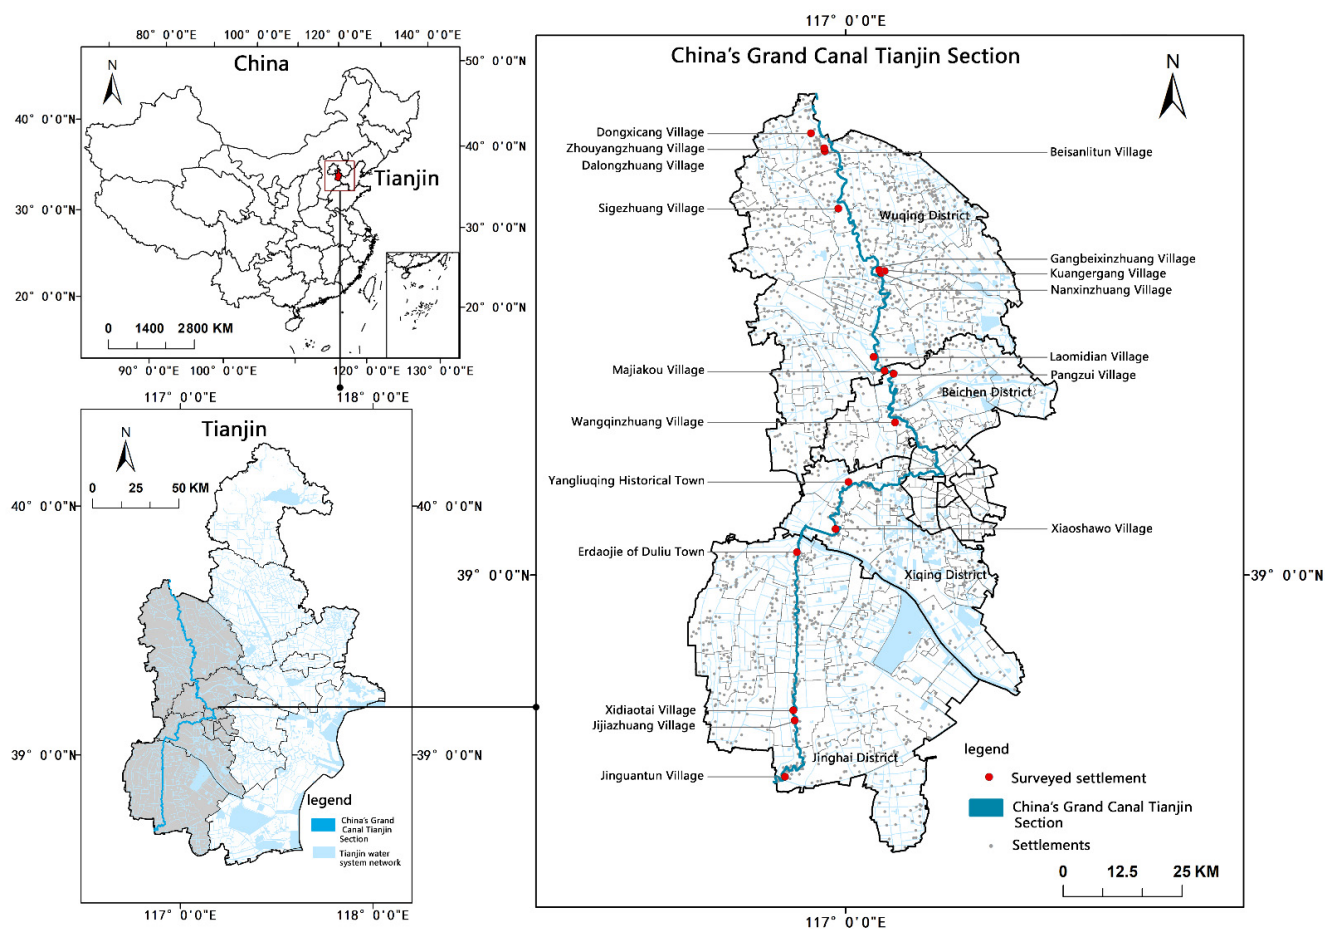 80° 0'0"E 100° 0'0"E 120° 0'0"E 140° 0'0"E
China
N
50° 0'0"N
40° 0'0"N
40° 0'0"N
Tianjin
30° 0'0"N
30° 0'0"N
20° 0'0"N
20° 0'0"N
0 1400 2800 KM
90° 0'0"E 100° 0'0"E 120° 0'0"E 130° 0'0"E
117° 0'0"E 118° 0'0"E
Tianjin
N
0 25 50 KM
40° 0'0"N
40° 0'0"N
39° 0'0"N
39° 0'0"N
legend
China's Grand
Canal Tianjin
Section
Tianjin water
system network
117° 0'0"E 118° 0'0"E
117° 0'0"E
China's Grand Canal Tianjin Section
N
Dongxicang Village
Zhouyangzhuang Village
Beisanlitun Village
Dalongzhuang Village
Sigezhuang Village
Wuqing District
Gangbeixinzhuang Village
Kuangergang Village
Nanxinzhuang Village
Laomidian Village
Majiakou Village
Pangzui Village
Beichen District
Wangqinzhuang Village
Yangliuqing Historical Town
Xiaoshawo Village
Erdaojie of Duliu Town
39° 0'0"N
Xiqing District
39° 0'0"N
Xidiaotai Village
Jijiazhuang Village
Jinghai District
Jinguantun Village
legend
Surveyed settlement
China's Grand Canal Tianjin
Section
Settlements
0 12.5 25 KM
117° 0'0"E